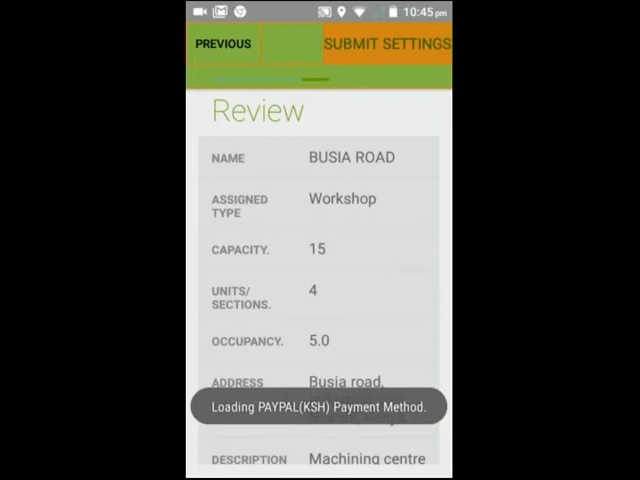 10:45 pm
PREVIOUS
SUBMIT SETTINGS
Review
NAME BUSIA ROAD
ASSIGNED TYPE Workshop
CAPACITY. 15
UNITS/ SECTIONS. 4
OCCUPANCY. 5.0
ADDRESS Busia road,
Loading PAYPAL(KSH) Payment Method.
DESCRIPTION Machining centre